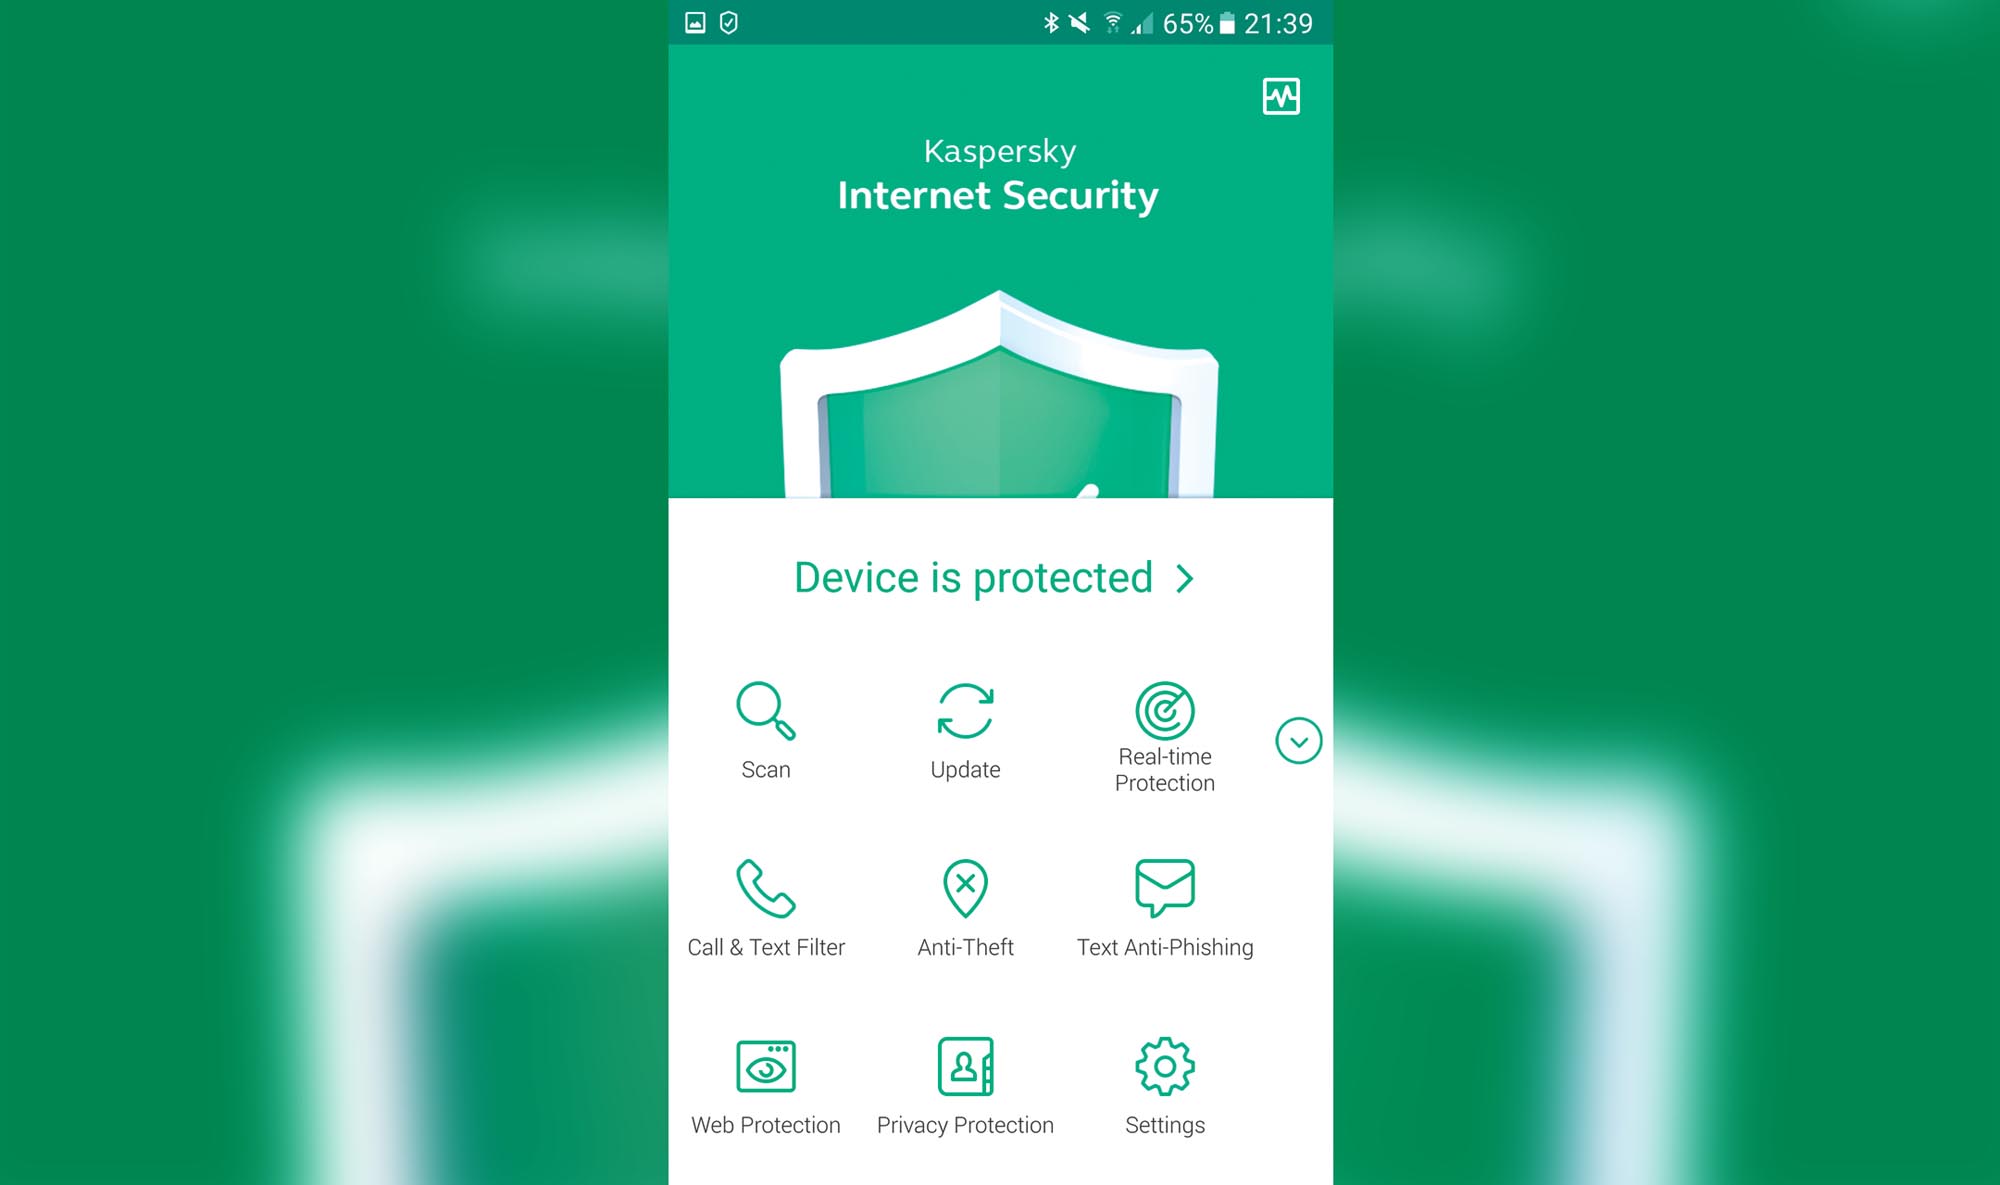 65% 21:39
Kaspersky
Internet Security
Device is protected
Scan
Update
Real-time
Protection
Call & Text Filter
Anti-Theft
Text Anti-Phishing
Web Protection
Privacy Protection
Settings